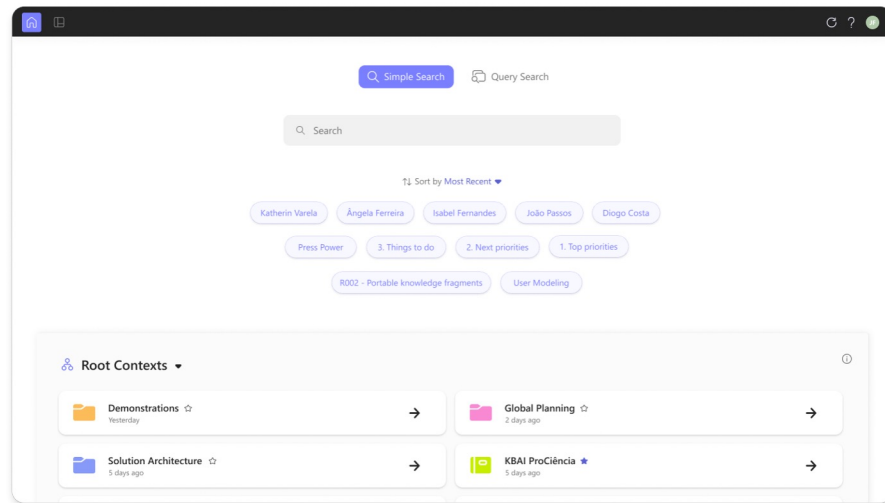 JF
Simple Search Query Search
Search
Sort by Most Recent
Katherin Varela Ângela Ferreira Isabel Fernandes João Passos Diogo Costa
Press Power 3. Things to do 2. Next priorities 1. Top priorities
R002 - Portable knowledge fragments User Modeling
Root Contexts
Demonstrations
Yesterday
Global Planning
2 days ago
Solution Architecture
5 days ago
KBAI ProCiência
5 days ago